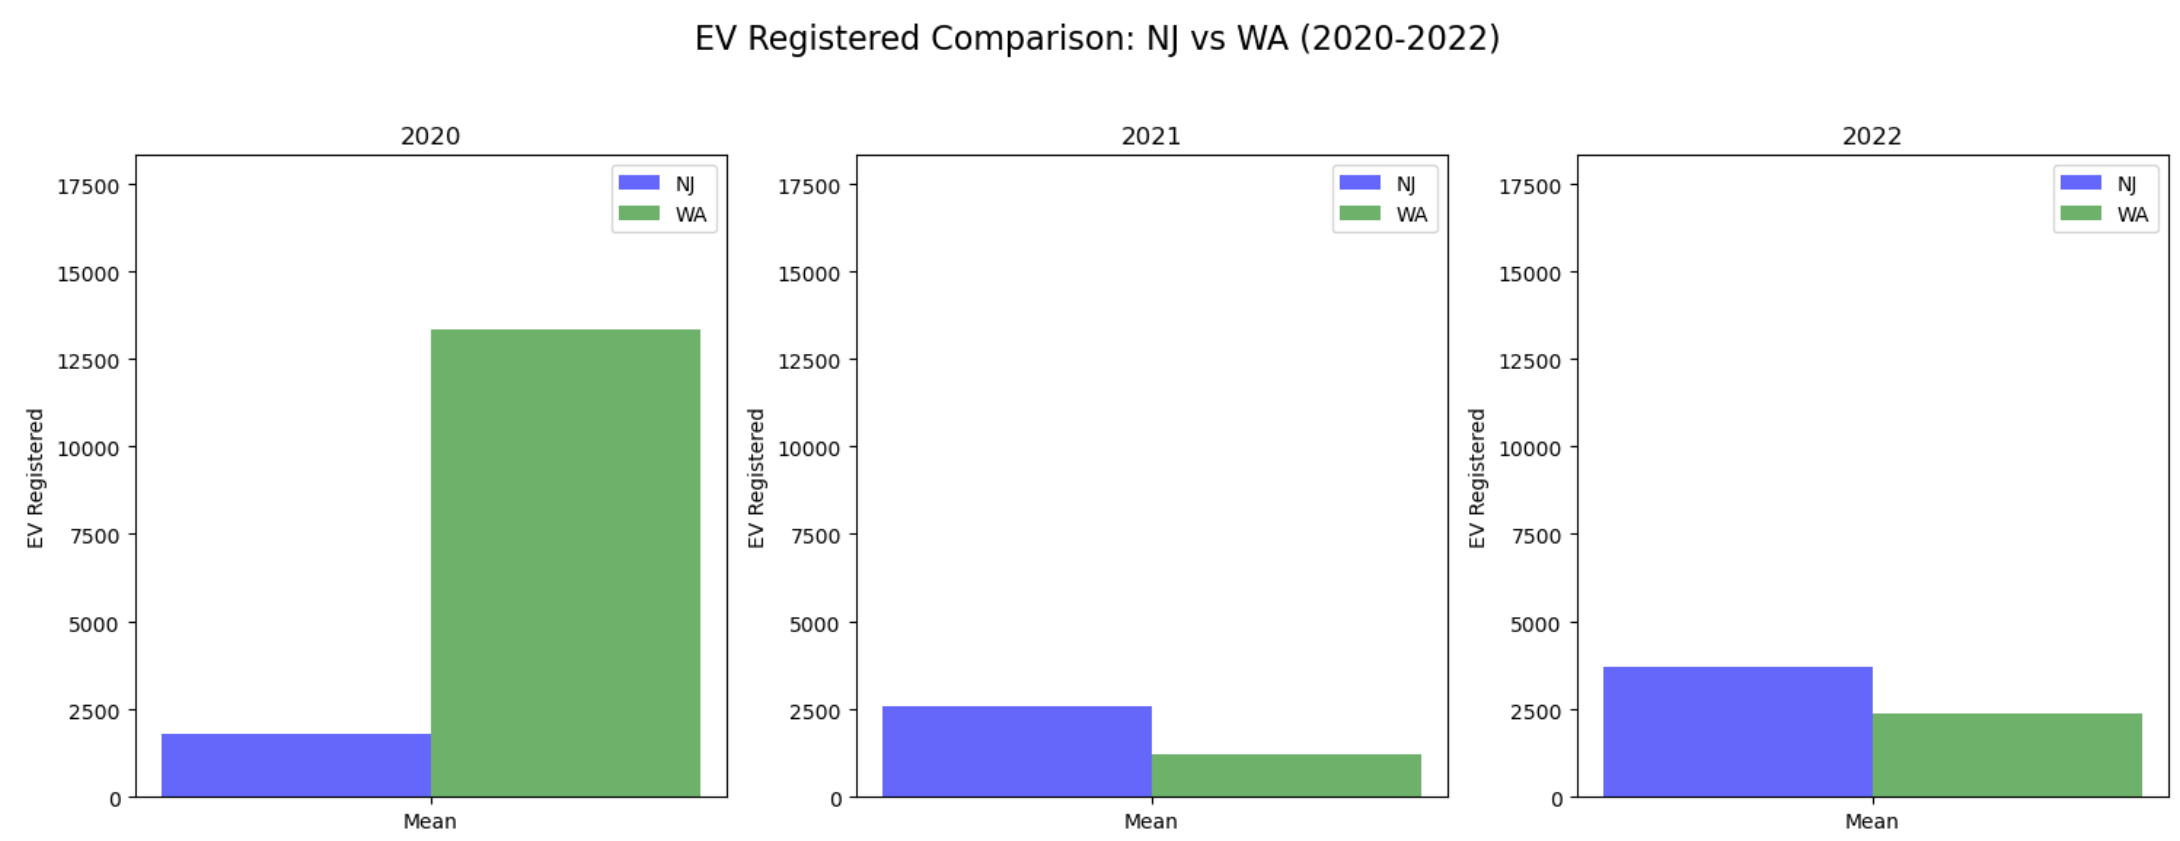 EV Registered Comparison: NJ vs WA (2020-2022)
2020
NJ
WA
17500
15000
12500
10000
7500
5000
2500
0
EV Registered
Mean
2021
NJ
WA
17500
15000
12500
10000
7500
5000
2500
0
EV Registered
Mean
2022
NJ
WA
17500
15000
12500
10000
7500
5000
2500
0
EV Registered
Mean